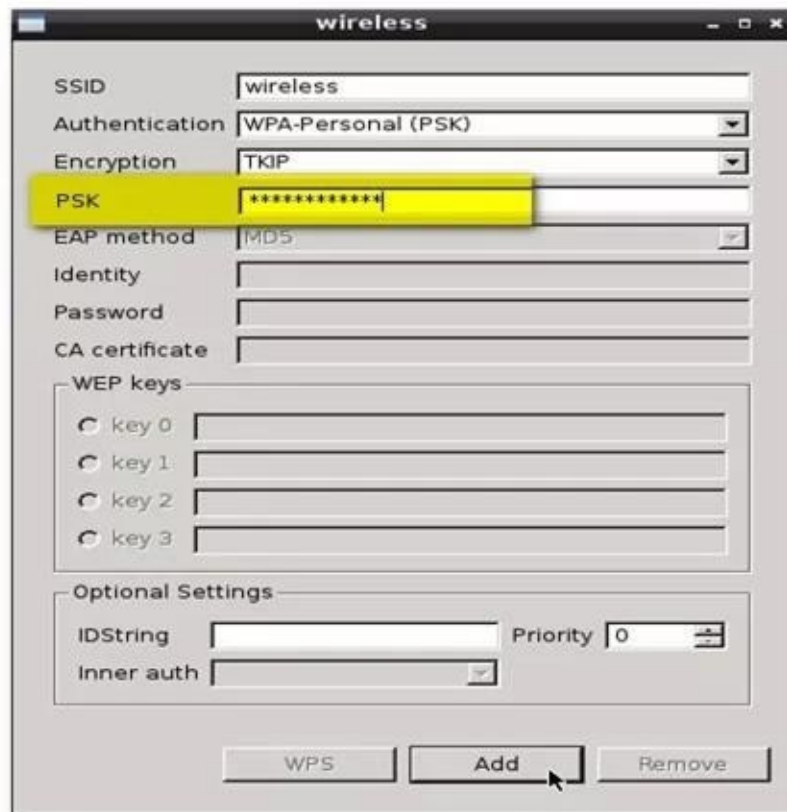 wireless
SSID wireless
Authentication WPA-Personal (PSK)
Encryption TKIP
PSK ************
EAP method MD5
Identity
Password
CA certificate
WEP keys
key 0
key 1
key 2
key 3
Optional Settings
IDString Priority 0
Inner auth
WPS Add Remove